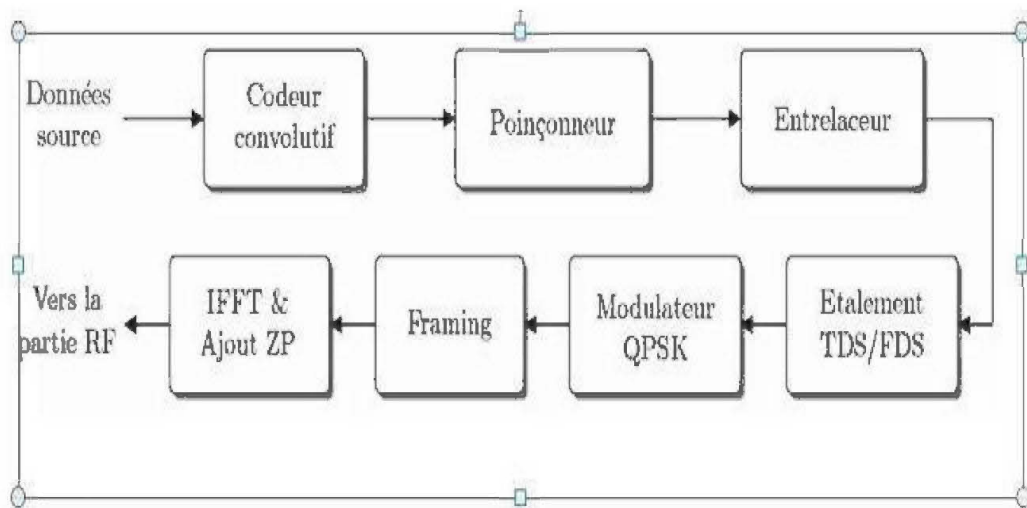 Données
source
Codeur
convolutif
Poinçonneur
Entrelaceur
Vers la
partie RF
IFFT &
Ajout ZP
Framing
Modulateur
QPSK
Etalement
TDS/FDS